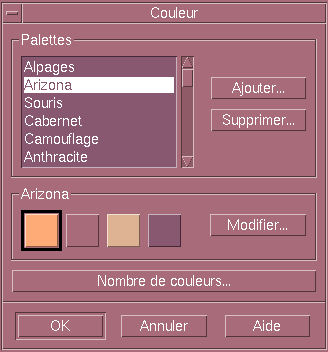 Couleur
Palettes
Alpages
Arizona
Souris
Cabernet
Camouflage
Anthracite
Ajouter...
Supprimer...
Arizona
Modifier...
Nombre de couleurs...
OK
Annuler
Aide